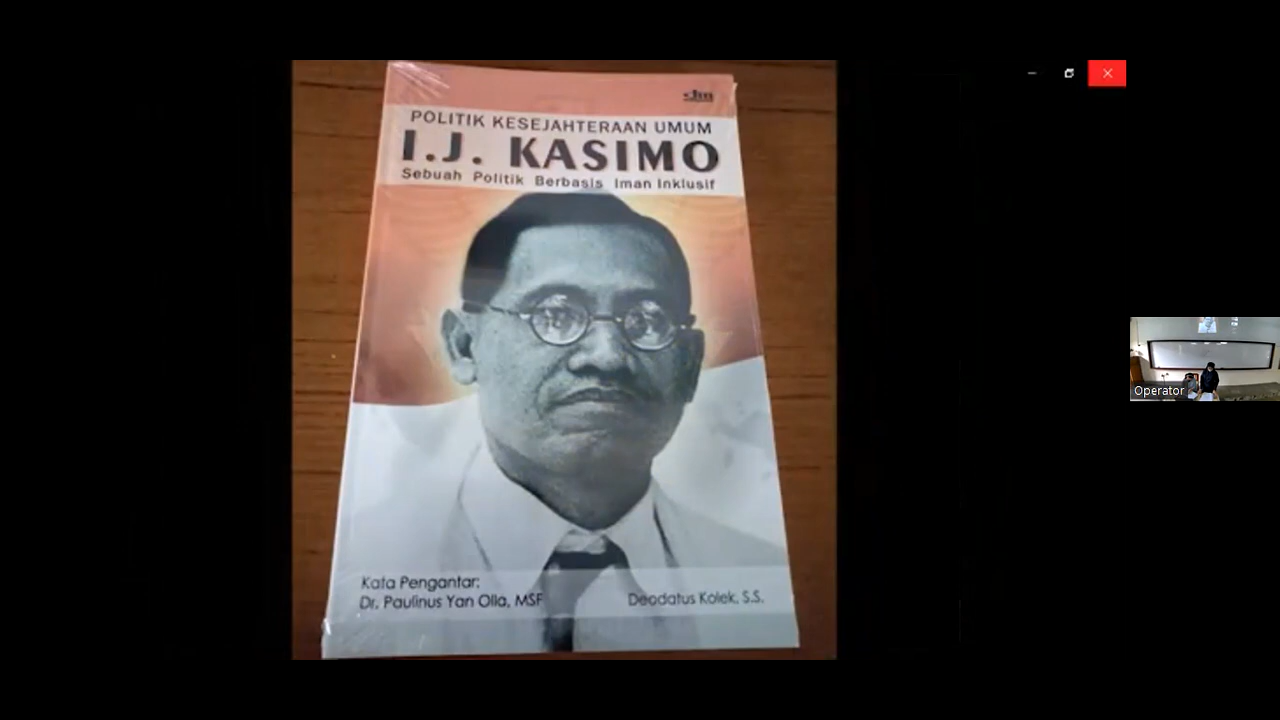 POLITIK KESEJAHTERAAN UMUM
I.J. KASIMO
Sebuah Politik Berbasis Iman Inklusif
Kata Pengantar:
Dr. Paulinus Yan Olla, MSF
Deodatus Kolek, S.S.
Operator